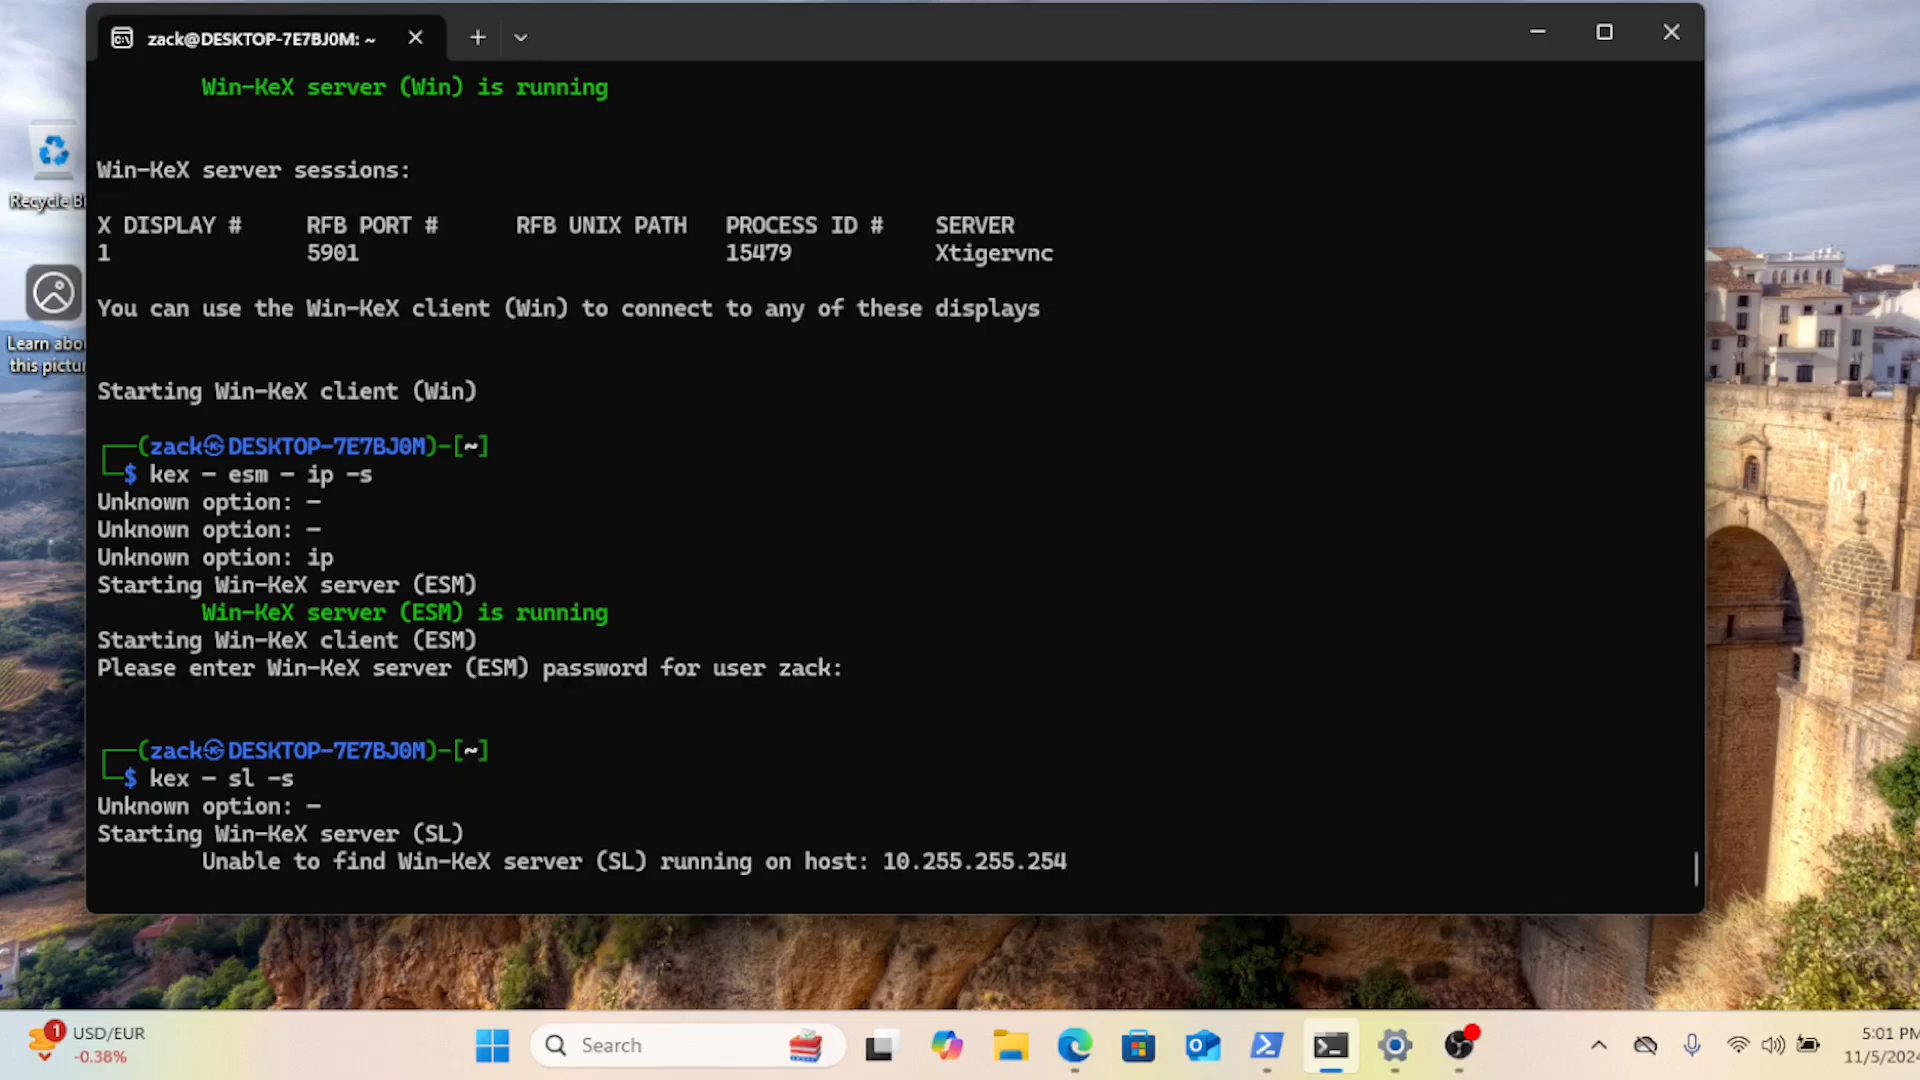 zack@DESKTOP-7E7BJ0M: ~
Win-KeX server (Win) is running
Win-KeX server sessions:
X DISPLAY # RFB PORT # RFB UNIX PATH PROCESS ID # SERVER
1 5901 15479 Xtigervnc
You can use the Win-KeX client (Win) to connect to any of these displays
Starting Win-KeX client (Win)
┌──(zack㉿DESKTOP-7E7BJ0M)-[~]
└─$ kex - esm - ip -s
Unknown option: -
Unknown option: -
Unknown option: ip
Starting Win-KeX server (ESM)
Win-KeX server (ESM) is running
Starting Win-KeX client (ESM)
Please enter Win-KeX server (ESM) password for user zack:
┌──(zack㉿DESKTOP-7E7BJ0M)-[~]
└─$ kex - sl -s
Unknown option: -
Starting Win-KeX server (SL)
Unable to find Win-KeX server (SL) running on host: 10.255.255.254
Recycle B
Learn abo
this pictur
1
USD/EUR
-0.38%
Search
5:01 PM
11/5/2024